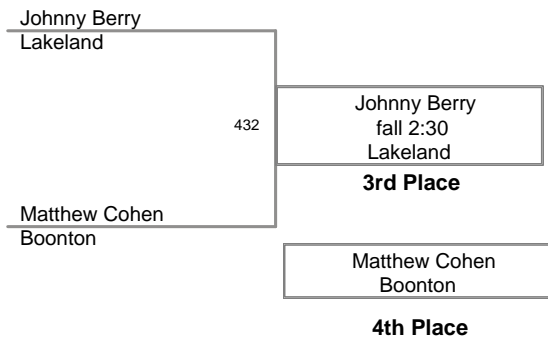 Johnny Berry
Lakeland
432
Johnny Berry
fall 2:30
Lakeland
3rd Place
Matthew Cohen
Boonton
Matthew Cohen
Boonton
4th Place